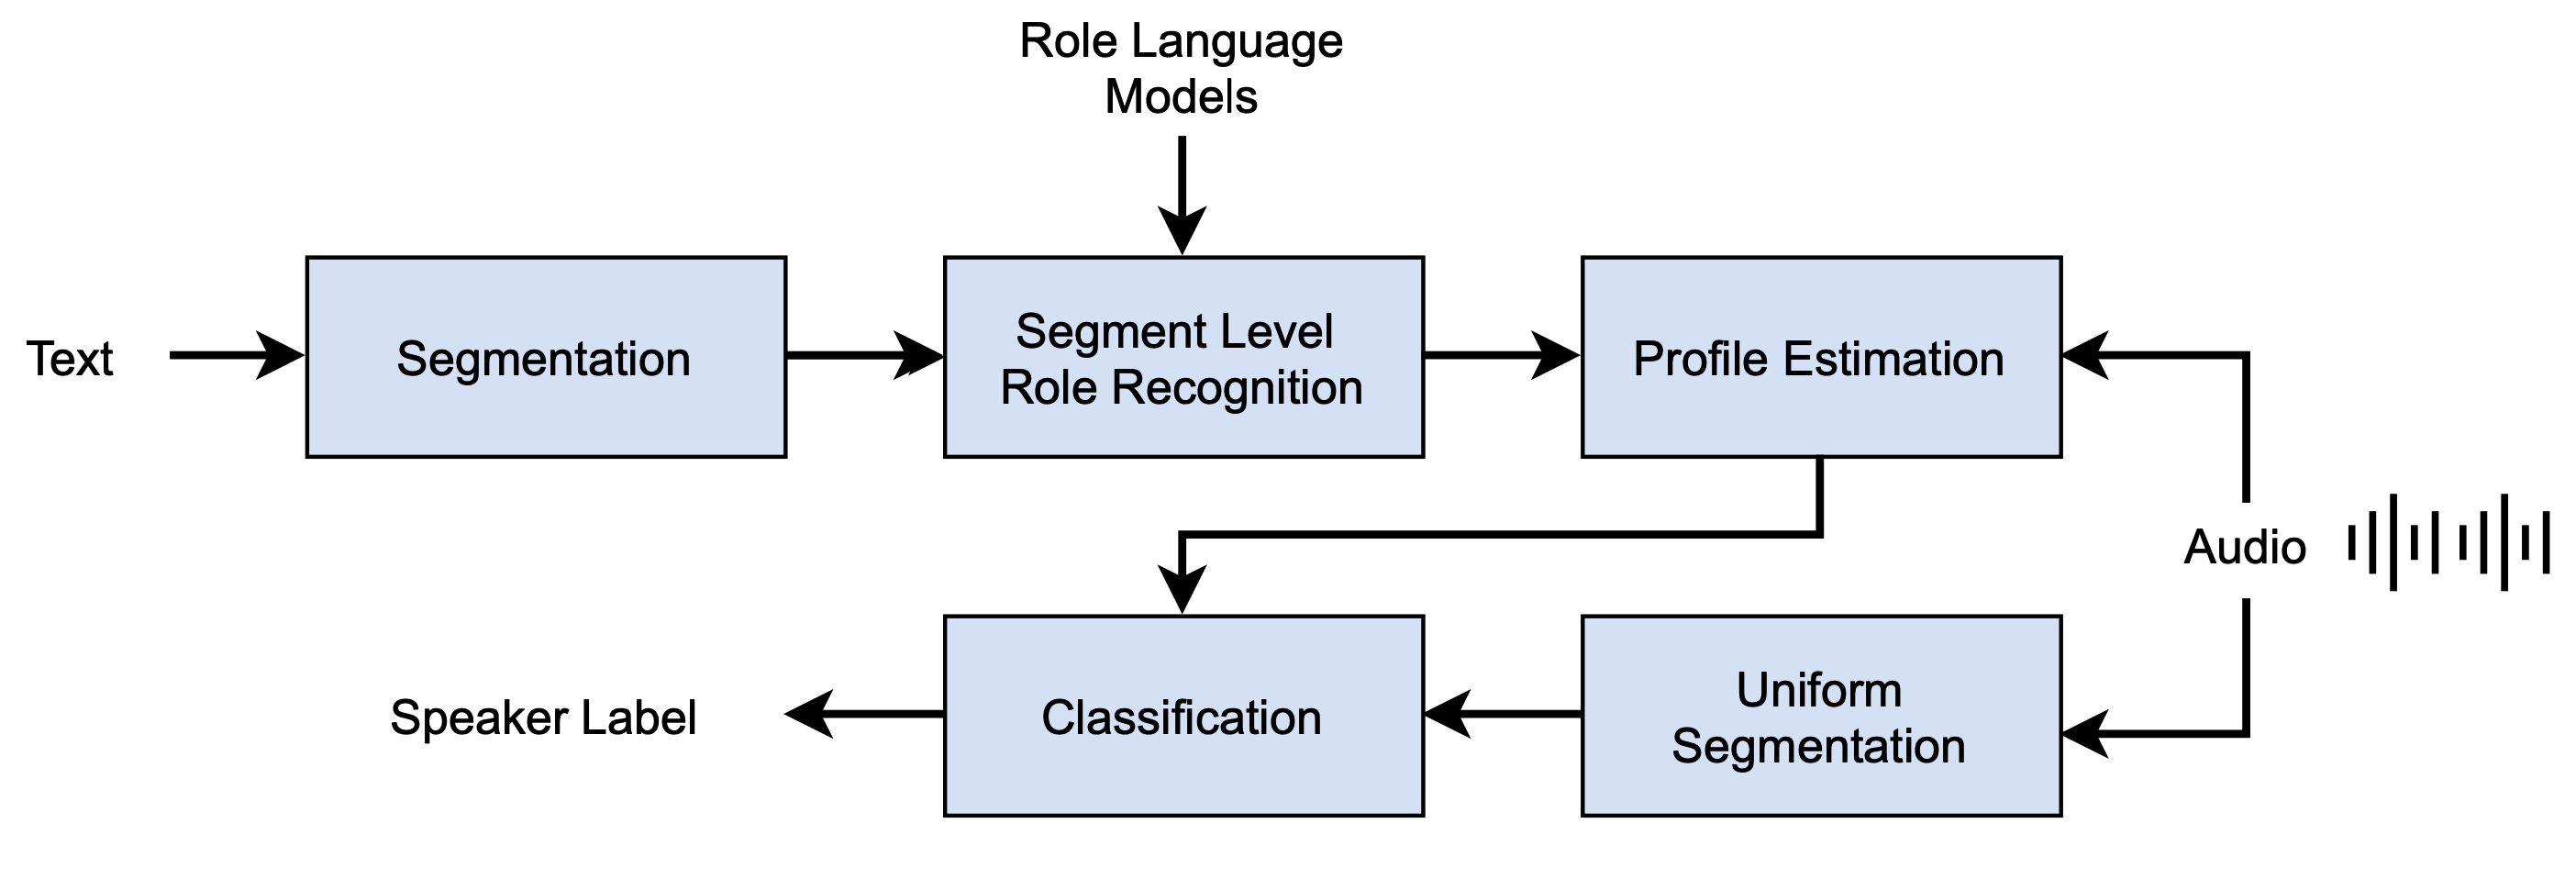 Role Language
Models
Text
Segmentation
Segment Level
Role Recognition
Profile Estimation
Audio
Speaker Label
Classification
Uniform
Segmentation